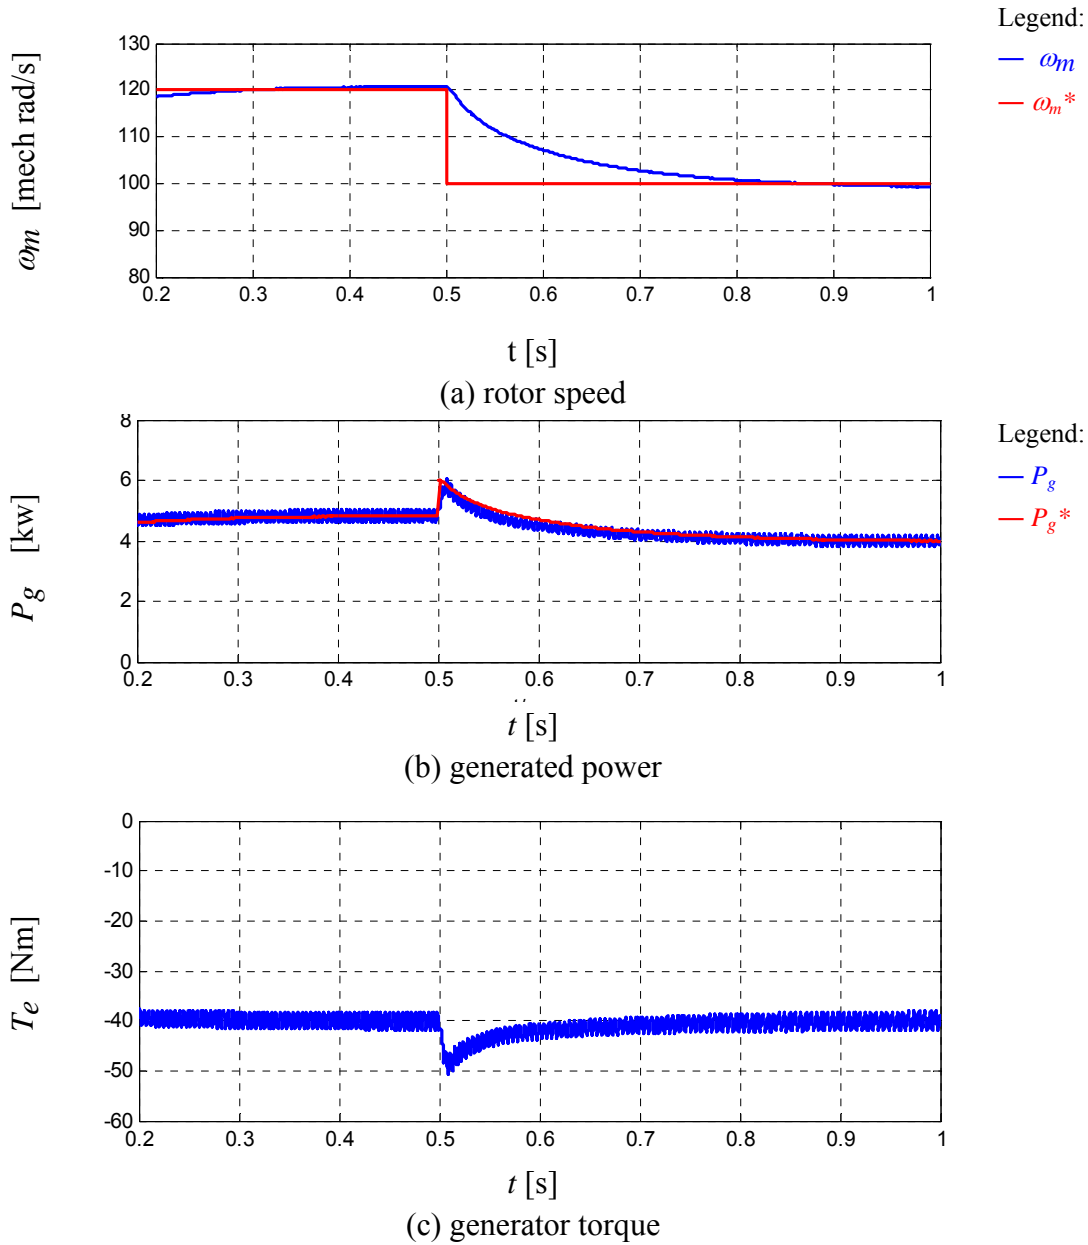 Legend:
ωm
ωm*
130
120
110
100
90
80
ωm [mech rad/s]
0.2 0.3 0.4 0.5 0.6 0.7 0.8 0.9 1
t [s]
(a) rotor speed
Legend:
Pg
Pg*
8
6
4
2
0
Pg [kw]
0.2 0.3 0.4 0.5 0.6 0.7 0.8 0.9 1
t [s]
(b) generated power
0
-10
-20
-30
-40
-50
-60
Te [Nm]
0.2 0.3 0.4 0.5 0.6 0.7 0.8 0.9 1
t [s]
(c) generator torque